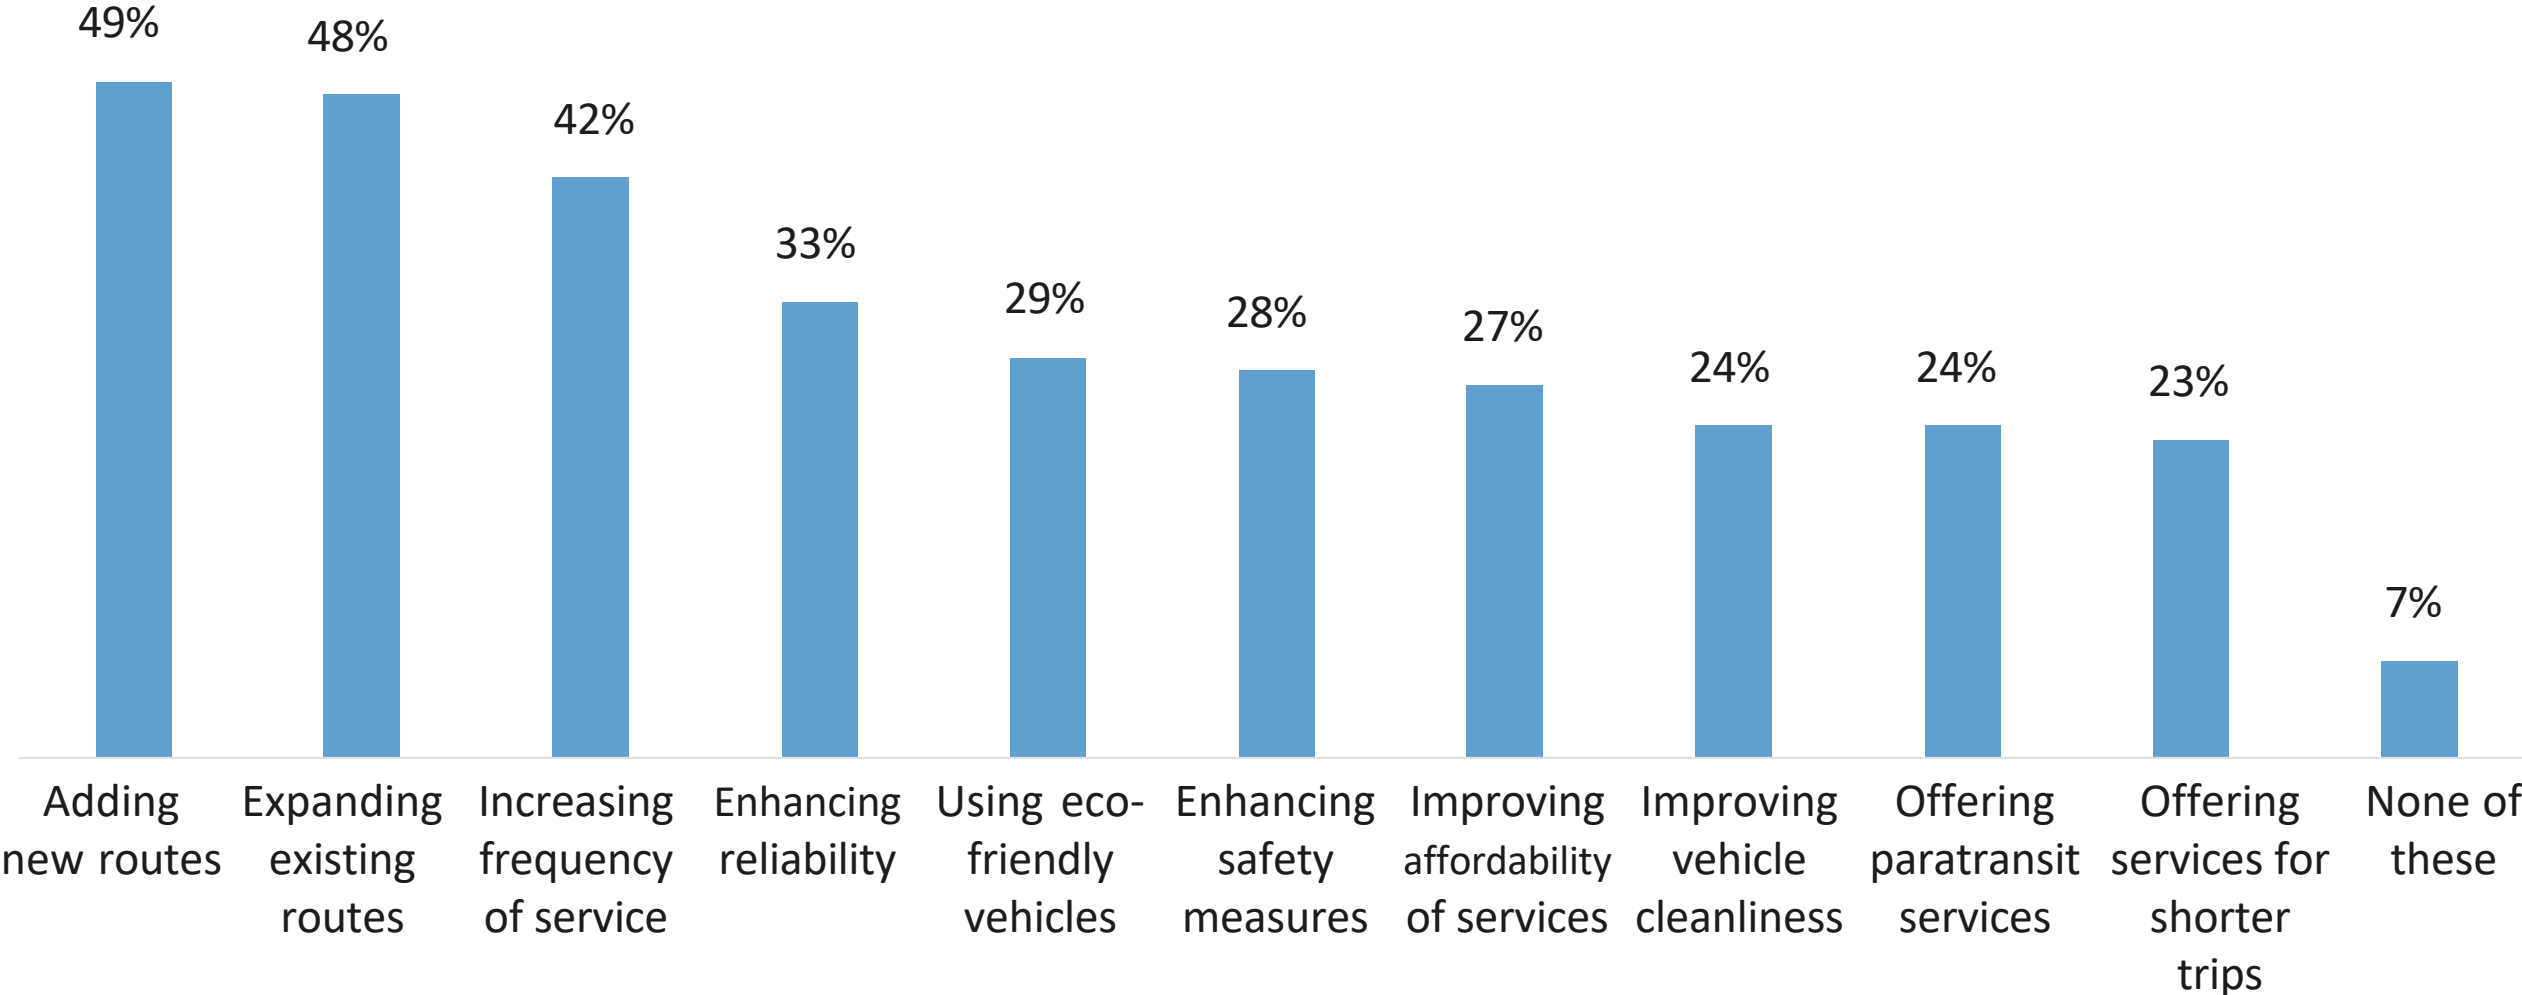 49%
48%
42%
33%
29%
28%
27%
24%
24%
23%
7%
Adding
new routes
Expanding
existing
routes
Increasing
frequency
of service
Enhancing
reliability
Using eco-
friendly
vehicles
Enhancing
safety
measures
Improving
affordability
of services
Improving
vehicle
cleanliness
Offering
paratransit
services
Offering
services for
shorter
trips
None of
these